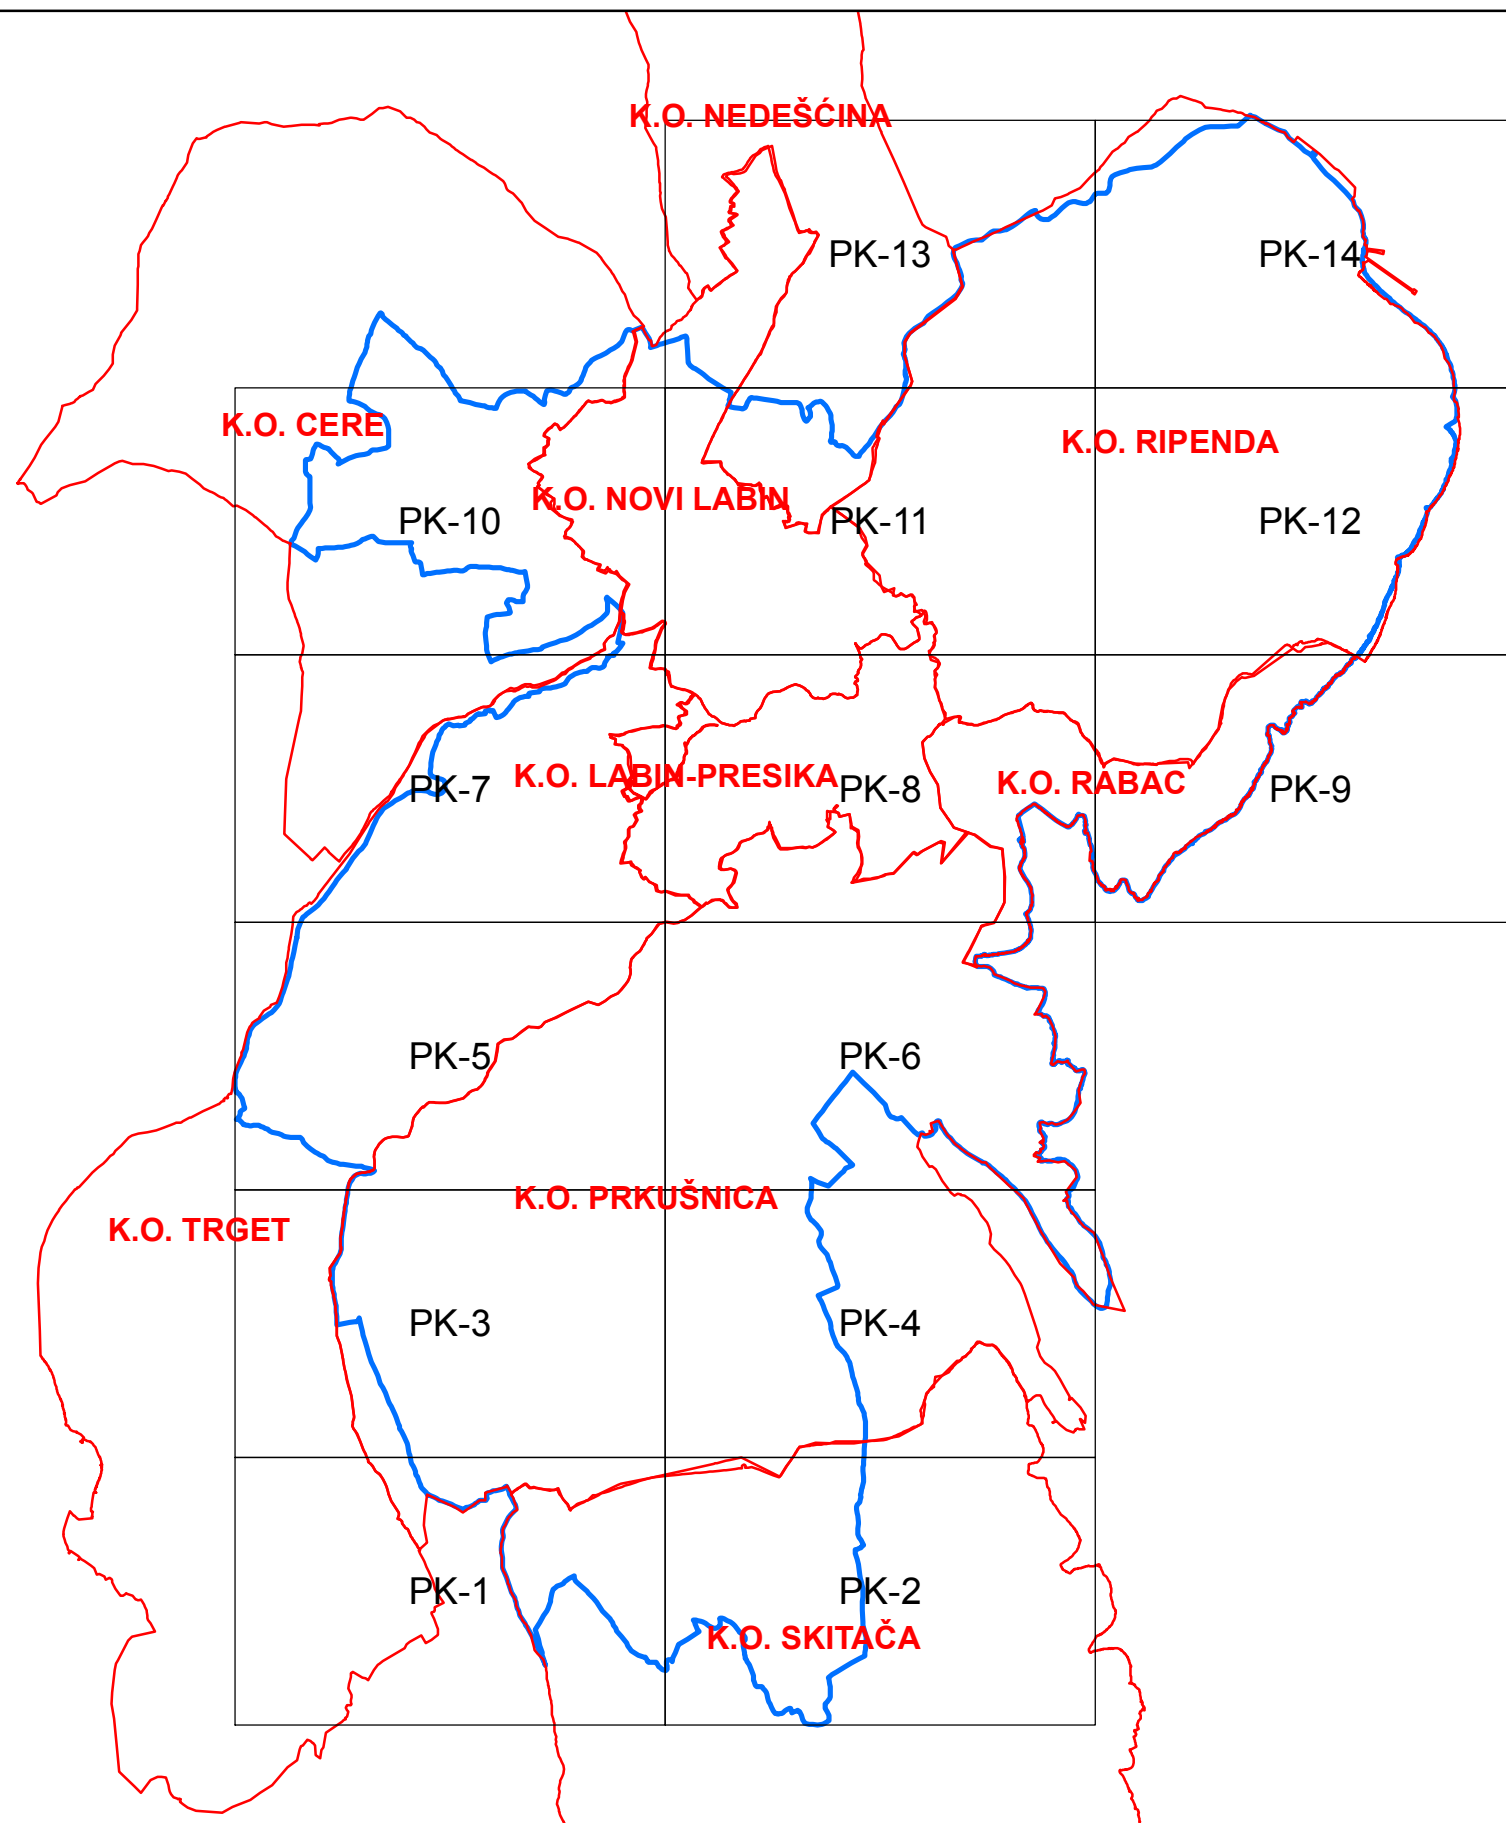 K.O. NEDEŠĆINA
PK-13
PK-14
K.O. CERE
K.O. RIPENDA
K.O. NOVI LABIN
PK-10
PK-11
PK-12
K.O. LABIN-PRESIKA
K.O. RABAC
PK-7
PK-8
PK-9
PK-5
PK-6
K.O. PRKUŠNICA
K.O. TRGET
PK-3
PK-4
PK-1
PK-2
K.O. SKITAČA